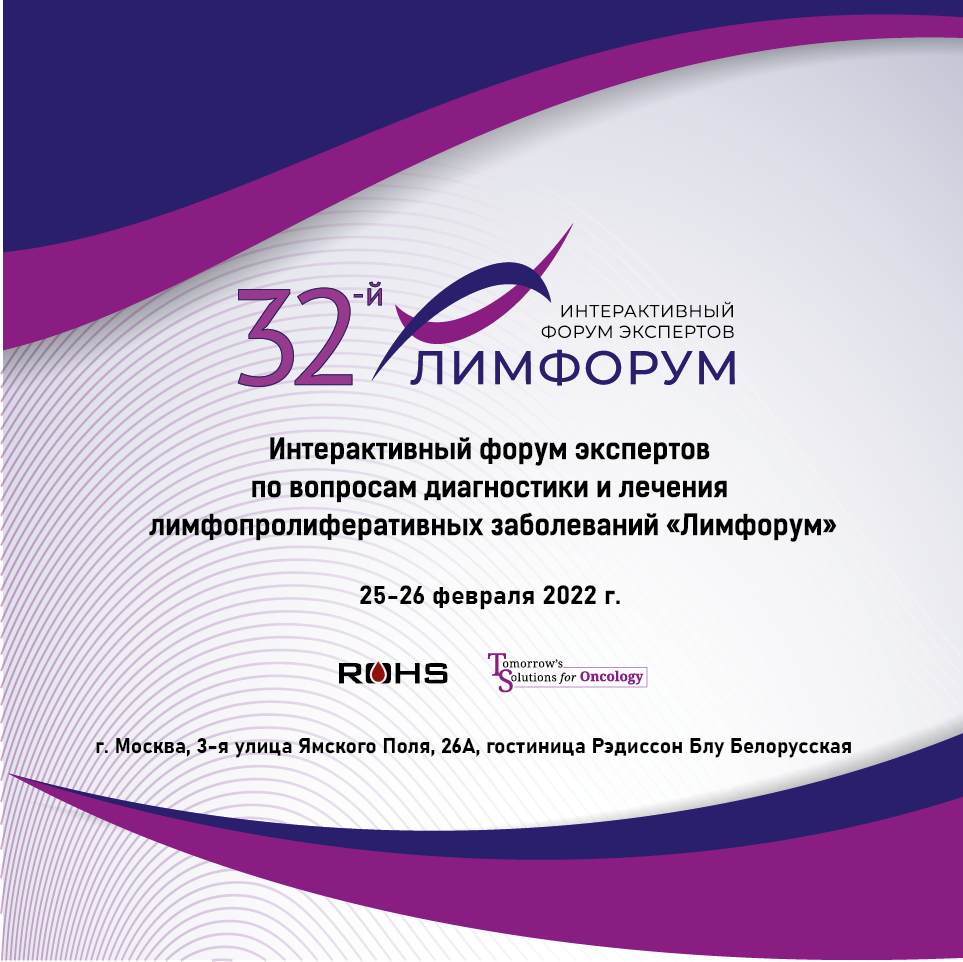 32-й
ИНТЕРАКТИВНЫЙ
ФОРУМ ЭКСПЕРТОВ
ЛИМФОРУМ
Интерактивный форум экспертов
по вопросам диагностики и лечения
лимфопролиферативных заболеваний «Лимфорум»
25-26 февраля 2022 г.
ROHS
Tomorrow's
Solutions for Oncology
г. Москва, 3-я улица Ямского Поля, 26А, гостиница Рэдиссон Блу Белорусская